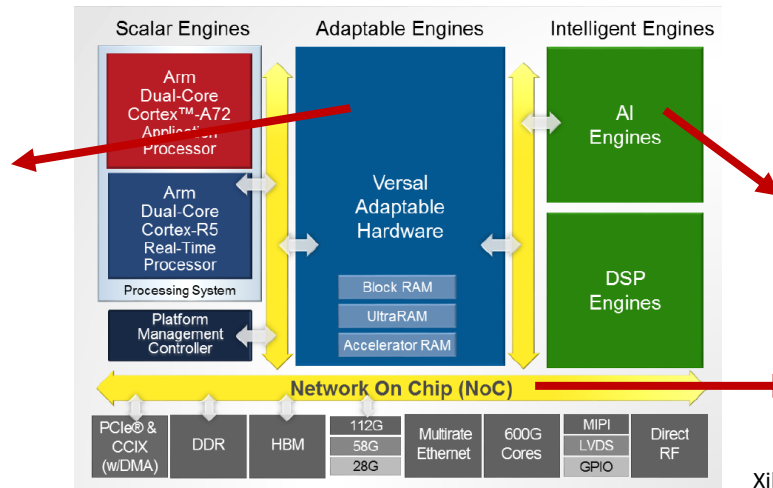 Scalar Engines
Adaptable Engines
Intelligent Engines
Arm
Dual-Core
Cortex™-A72
Application
Processor
Arm
Dual-Core
Cortex-R5
Real-Time
Processor
Processing System
Platform
Management
Controller
Versal
Adaptable
Hardware
Block RAM
UltraRAM
Accelerator RAM
AI
Engines
DSP
Engines
Network On Chip (NoC)
PCIe® &
CCIX
(w/DMA)
DDR
HBM
112G
58G
28G
Multirate
Ethernet
600G
Cores
MIPI
LVDS
GPIO
Direct
RF